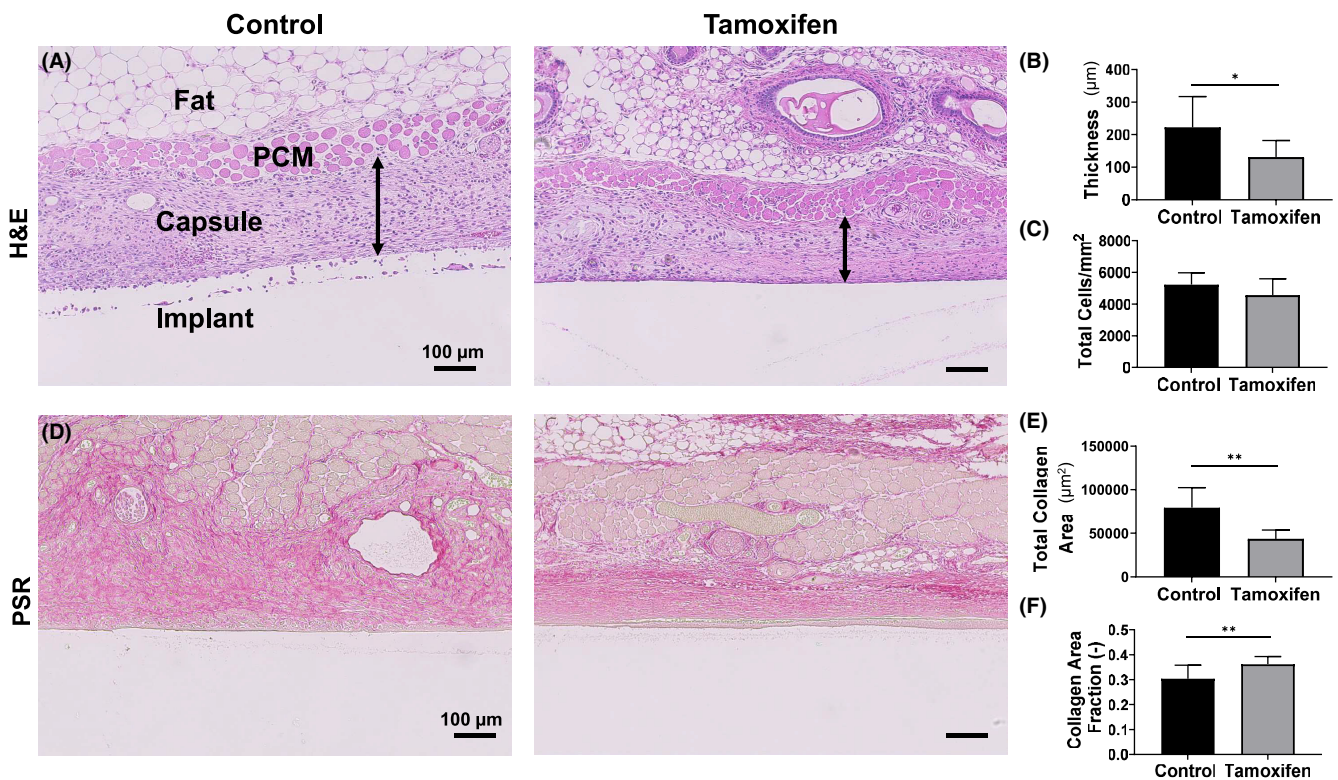 Control
Tamoxifen
H&E
(A)
Fat
PCM
Capsule
Implant
100 µm
(B)
Thickness (µm)
400
300
200
100
0
*
Control Tamoxifen
(C)
Total Cells/mm²
8000
6000
4000
2000
0
Control Tamoxifen
PSR
(D)
100 µm
(E)
Total Collagen
Area (µm²)
150000
100000
50000
0
**
Control Tamoxifen
(F)
Collagen Area
Fraction (-)
0.5
0.4
0.3
0.2
0.1
0.0
**
Control Tamoxifen